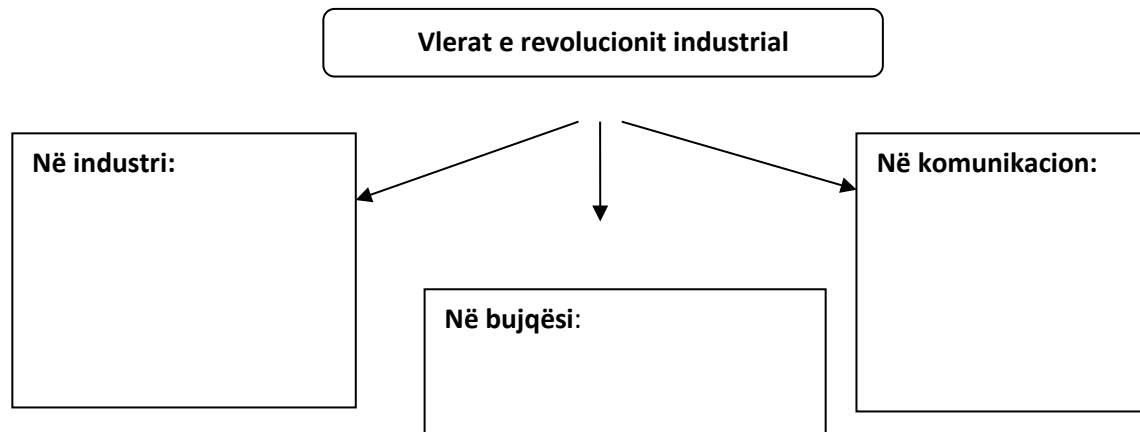 Vlerat e revolucionit industrial
Në industri:
Në komunikacion:
Në bujqësi: